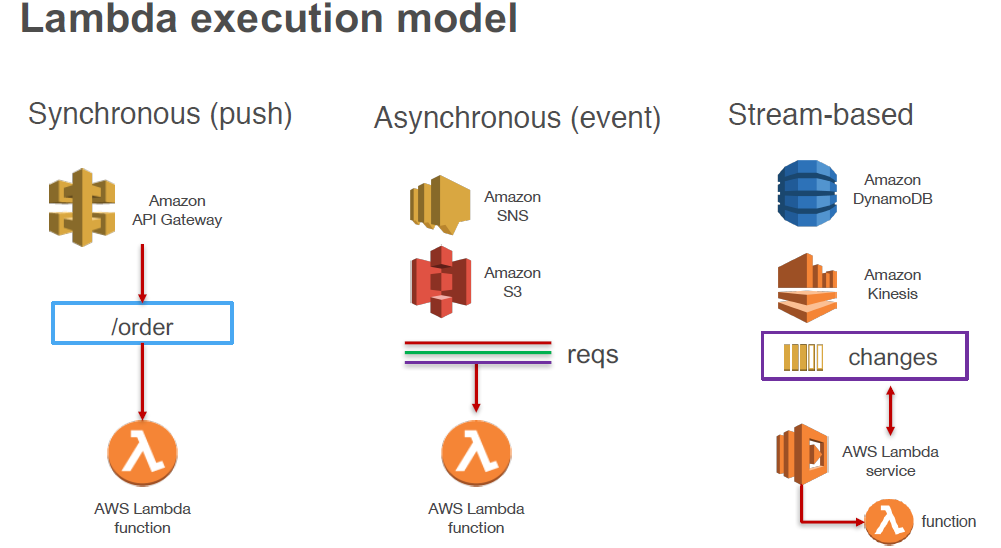 Lambda execution model
Synchronous (push)
Amazon
API Gateway
/order
AWS Lambda
function
Asynchronous (event)
Amazon
SNS
Amazon
S3
reqs
AWS Lambda
function
Stream-based
Amazon
DynamoDB
Amazon
Kinesis
changes
AWS Lambda
service
function